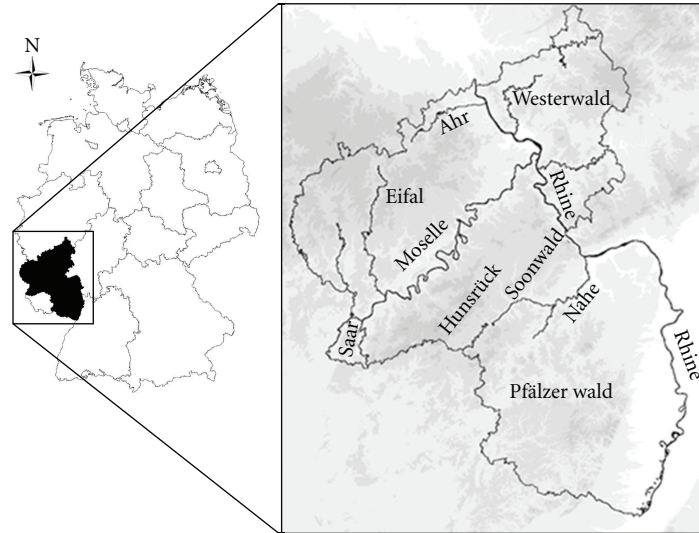 N
Westerwald
Ahr
Eifal
Rhine
Moselle
Soonwald
Hunsrück
Nahe
Saar
Rhine
Pfälzer wald